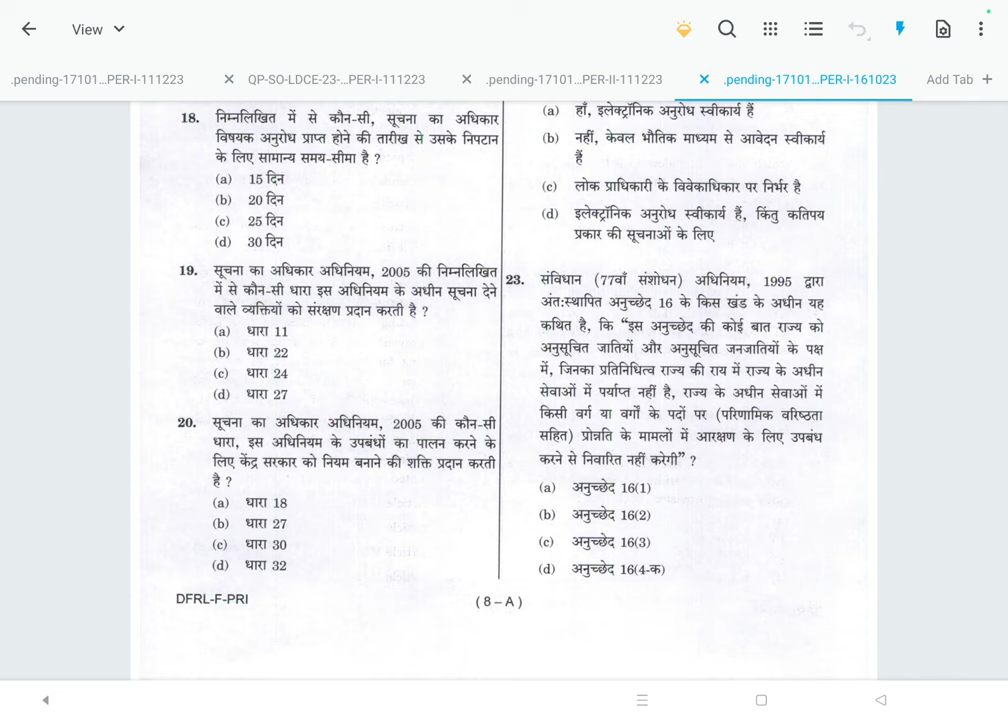 View
.pending-17101...PER-I-111223
QP-SO-LDCE-23-...PER-I-111223
.pending-17101...PER-II-111223
.pending-17101...PER-I-161023
Add Tab
18. निम्नलिखित में से कौन-सी, सूचना का अधिकार
विषयक अनुरोध प्राप्त होने की तारीख से उसके निपटान
के लिए सामान्य समय-सीमा है ?
(a) 15 दिन
(b) 20 दिन
(c) 25 दिन
(d) 30 दिन
19. सूचना का अधिकार अधिनियम, 2005 की निम्नलिखित
में से कौन-सी धारा इस अधिनियम के अधीन सूचना देने
वाले व्यक्तियों को संरक्षण प्रदान करती है ?
(a) धारा 11
(b) धारा 22
(c) धारा 24
(d) धारा 27
20. सूचना का अधिकार अधिनियम, 2005 की कौन-सी
धारा, इस अधिनियम के उपबंधों का पालन करने के
लिए केंद्र सरकार को नियम बनाने की शक्ति प्रदान करती
है ?
(a) धारा 18
(b) धारा 27
(c) धारा 30
(d) धारा 32
(a) हाँ, इलेक्ट्रॉनिक अनुरोध स्वीकार्य हैं
(b) नहीं, केवल भौतिक माध्यम से आवेदन स्वीकार्य
हैं
(c) लोक प्राधिकारी के विवेकाधिकार पर निर्भर है
(d) इलेक्ट्रॉनिक अनुरोध स्वीकार्य हैं, किंतु कतिपय
प्रकार की सूचनाओं के लिए
23. संविधान (77वाँ संशोधन) अधिनियम, 1995 द्वारा
अंत:स्थापित अनुच्छेद 16 के किस खंड के अधीन यह
कथित है, कि “इस अनुच्छेद की कोई बात राज्य को
अनुसूचित जातियों और अनुसूचित जनजातियों के पक्ष
में, जिनका प्रतिनिधित्व राज्य की राय में राज्य के अधीन
सेवाओं में पर्याप्त नहीं है, राज्य के अधीन सेवाओं में
किसी वर्ग या वर्गों के पदों पर (परिणामिक वरिष्ठता
सहित) प्रोन्नति के मामलों में आरक्षण के लिए उपबंध
करने से निवारित नहीं करेगी” ?
(a) अनुच्छेद 16(1)
(b) अनुच्छेद 16(2)
(c) अनुच्छेद 16(3)
(d) अनुच्छेद 16(4-क)
DFRL-F-PRI
( 8 – A )